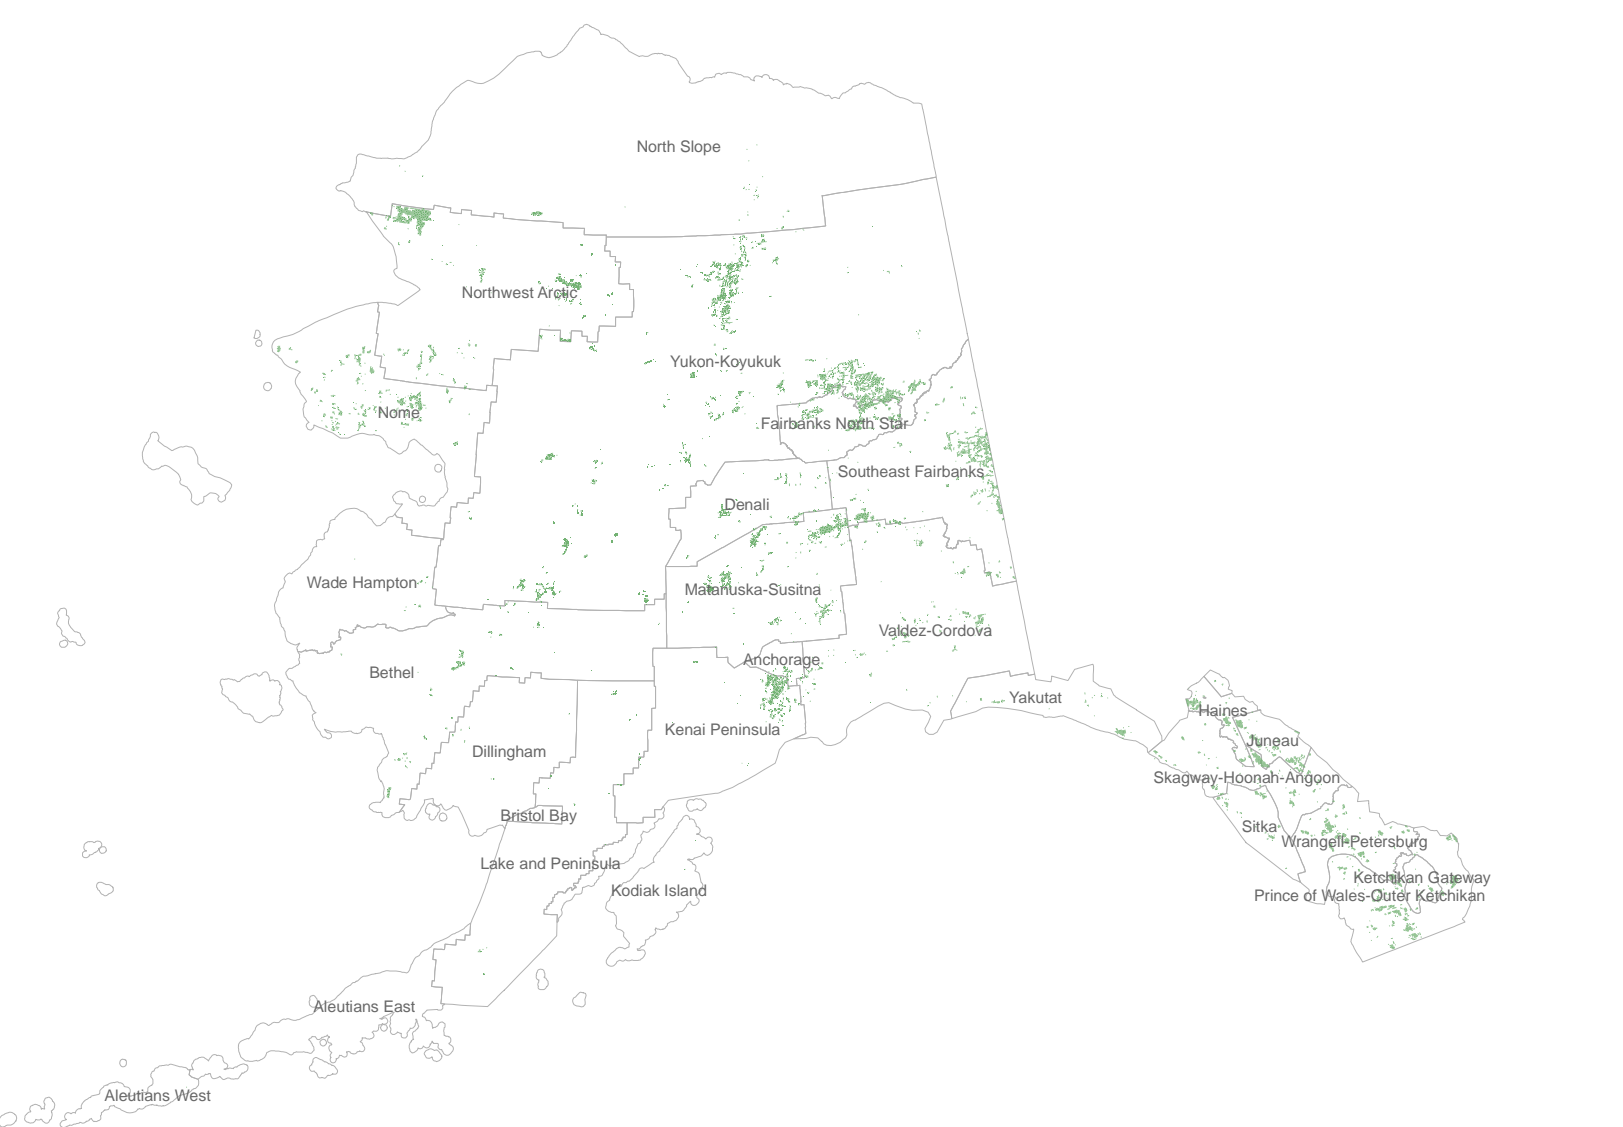 North Slope
Northwest Arctic
Yukon-Koyukuk
Nome
Fairbanks North Star
Southeast Fairbanks
Denali
Wade Hampton
Matanuska-Susitna
Valdez-Cordova
Anchorage
Bethel
Yakutat
Haines
Kenai Peninsula
Juneau
Dillingham
Skagway-Hoonah-Angoon
Bristol Bay
Sitka
Wrangell-Petersburg
Lake and Peninsula
Ketchikan Gateway
Kodiak Island
Prince of Wales-Outer Ketchikan
Aleutians East
Aleutians West